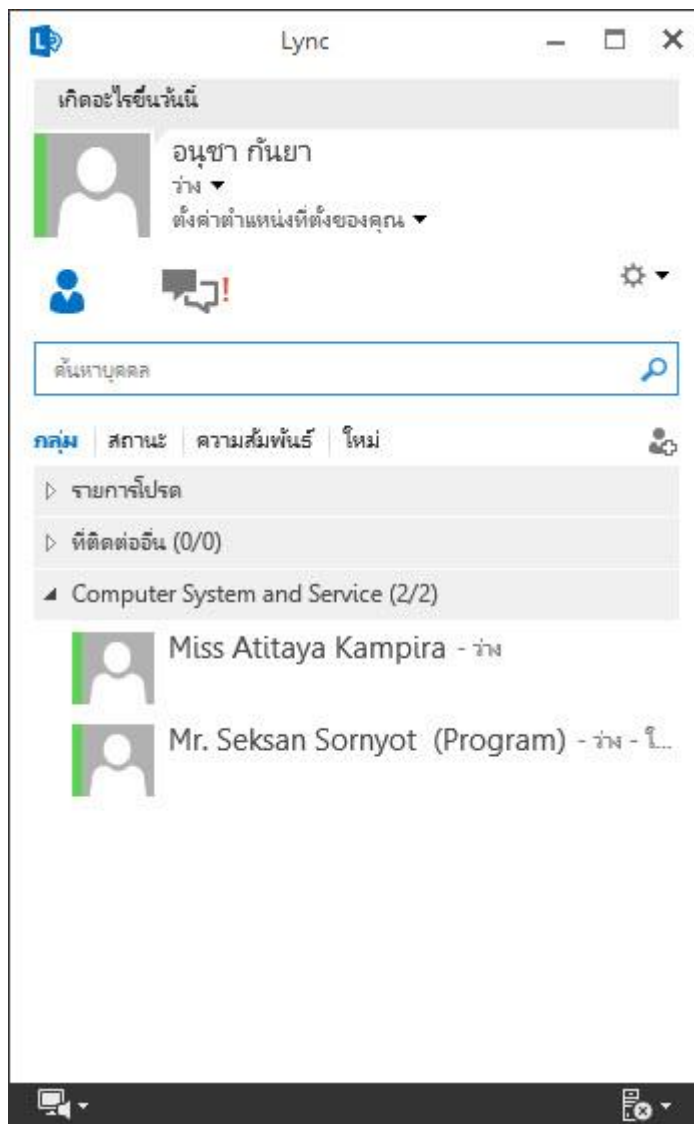 Lync
เกิดอะไรขึ้นวันนี้
อนุชา กันยา
ว่าง
ตั้งค่าตำแหน่งที่ตั้งของคุณ
!
ค้นหาบุคคล
กลุ่ม สถานะ ความสัมพันธ์ ใหม่
รายการโปรด
ที่ติดต่ออื่น (0/0)
Computer System and Service (2/2)
Miss Atitaya Kampira - ว่าง
Mr. Seksan Sornyot (Program) - ว่าง - โ...